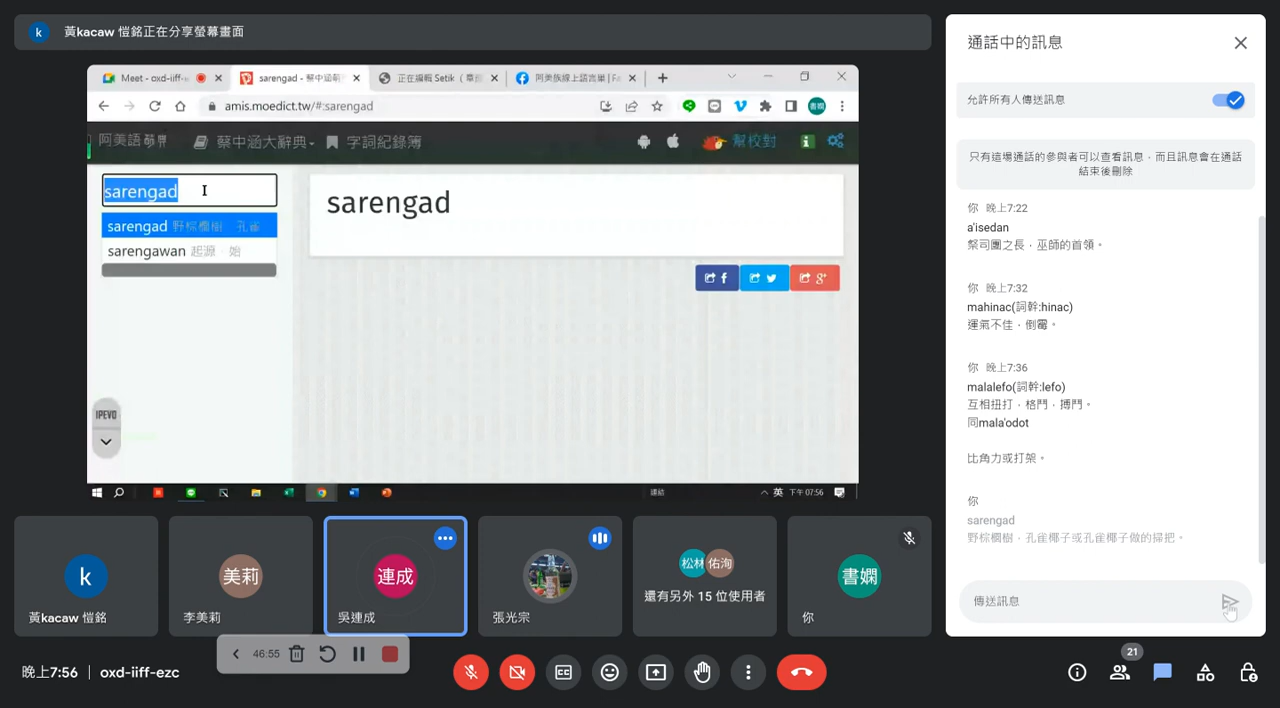 k 黃kacaw 愷銘正在分享螢幕畫面
Meet - oxd-iiff-
sarengad - 蔡中涵
正在編輯 Setik
阿美族線上語言巢 | Fa
amis.moedict.tw/#:sarengad
書嫻
阿美語萌典
蔡中涵大辭典
字詞紀錄簿
幫校對
sarengad
sarengad 野棕櫚樹 孔雀
sarengawan 起源 始
sarengad
IPEVO
英 下午 07:56
k
黃kacaw 愷銘
美莉
李美莉
連成
吳連成
張光宗
松材 佑洵
還有另外 15 位使用者
書嫻
你
46:55
晚上7:56 | oxd-iiff-ezc
21
通話中的訊息
允許所有人傳送訊息
只有這場通話的參與者可以查看訊息，而且訊息會在通話
結束後刪除
你 晚上7:22
a'isedan
祭司團之長，巫師的首領。
你 晚上7:32
mahinac(詞幹:hinac)
運氣不佳，倒霉。
你 晚上7:36
malalefo(詞幹:lefo)
互相扭打，格鬥，搏鬥。
同mala'odot
比角力或打架。
你
sarengad
野棕櫚樹，孔雀椰子或孔雀椰子做的掃把。
傳送訊息